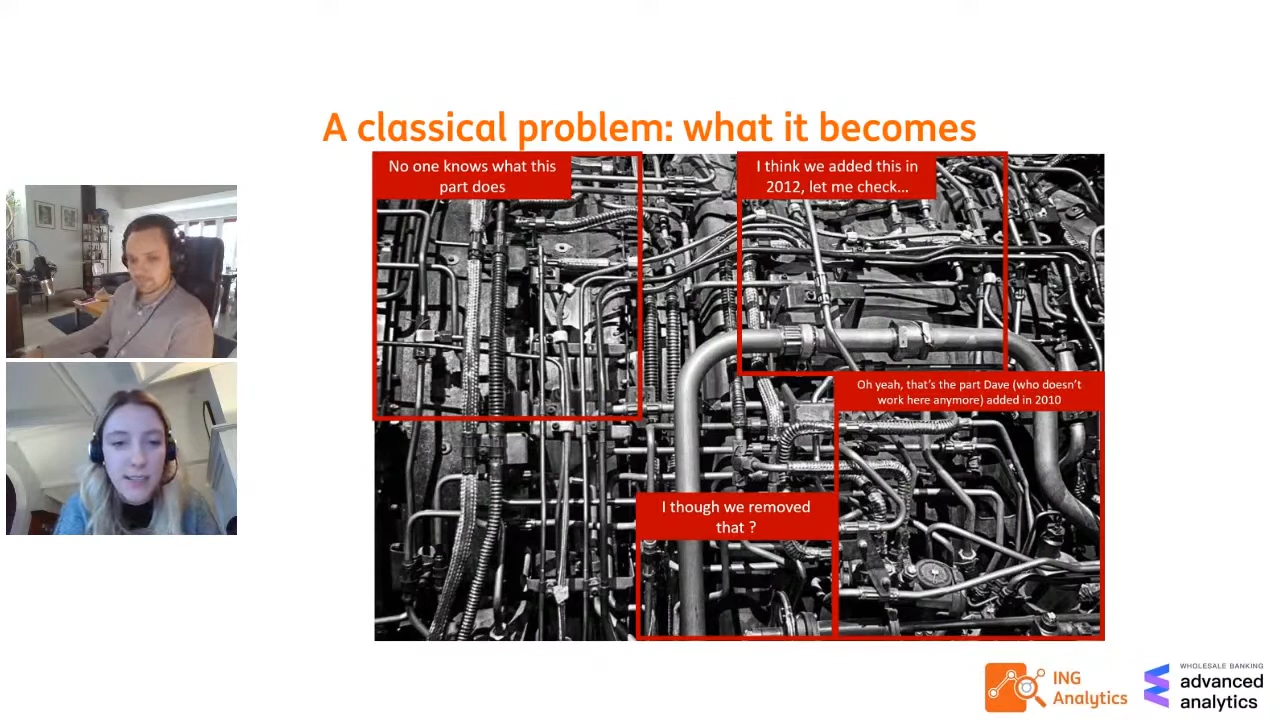 A classical problem: what it becomes
No one knows what this
part does
I think we added this in
2012, let me check...
Oh yeah, that's the part Dave (who doesn't
work here anymore) added in 2010
I though we removed
that ?
ING
Analytics
WHOLESALE BANKING
advanced
analytics